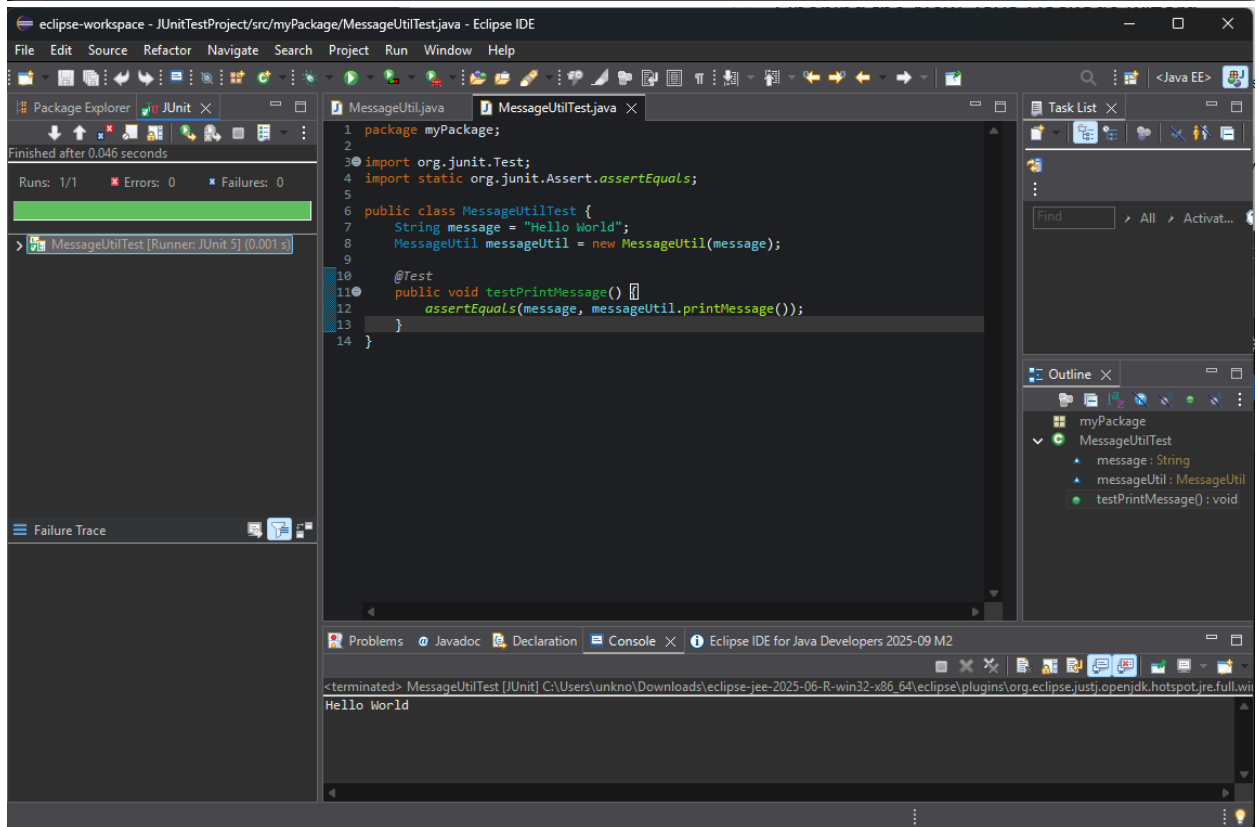 eclipse-workspace - JUnitTestProject/src/myPackage/MessageUtilTest.java - Eclipse IDE
File Edit Source Refactor Navigate Search Project Run Window Help
<Java EE>
Package Explorer JUnit
Finished after 0.046 seconds
Runs: 1/1 Errors: 0 Failures: 0
MessageUtilTest [Runner: JUnit 5] (0.001 s)
Failure Trace
MessageUtil.java MessageUtilTest.java
1 package myPackage;
2
3 import org.junit.Test;
4 import static org.junit.Assert.assertEquals;
5
6 public class MessageUtilTest {
7 String message = "Hello World";
8 MessageUtil messageUtil = new MessageUtil(message);
9
10 @Test
11 public void testPrintMessage() {
12 assertEquals(message, messageUtil.printMessage());
13 }
14 }
Task List
Find All Activat...
Outline
myPackage
MessageUtilTest
message : String
messageUtil : MessageUtil
testPrintMessage() : void
Problems Javadoc Declaration Console Eclipse IDE for Java Developers 2025-09 M2
<terminated> MessageUtilTest [JUnit] C:\Users\unkno\Downloads\eclipse-jee-2025-06-R-win32-x86_64\eclipse\plugins\org.eclipse.justj.openjdk.hotspot.jre.full.wi
Hello World